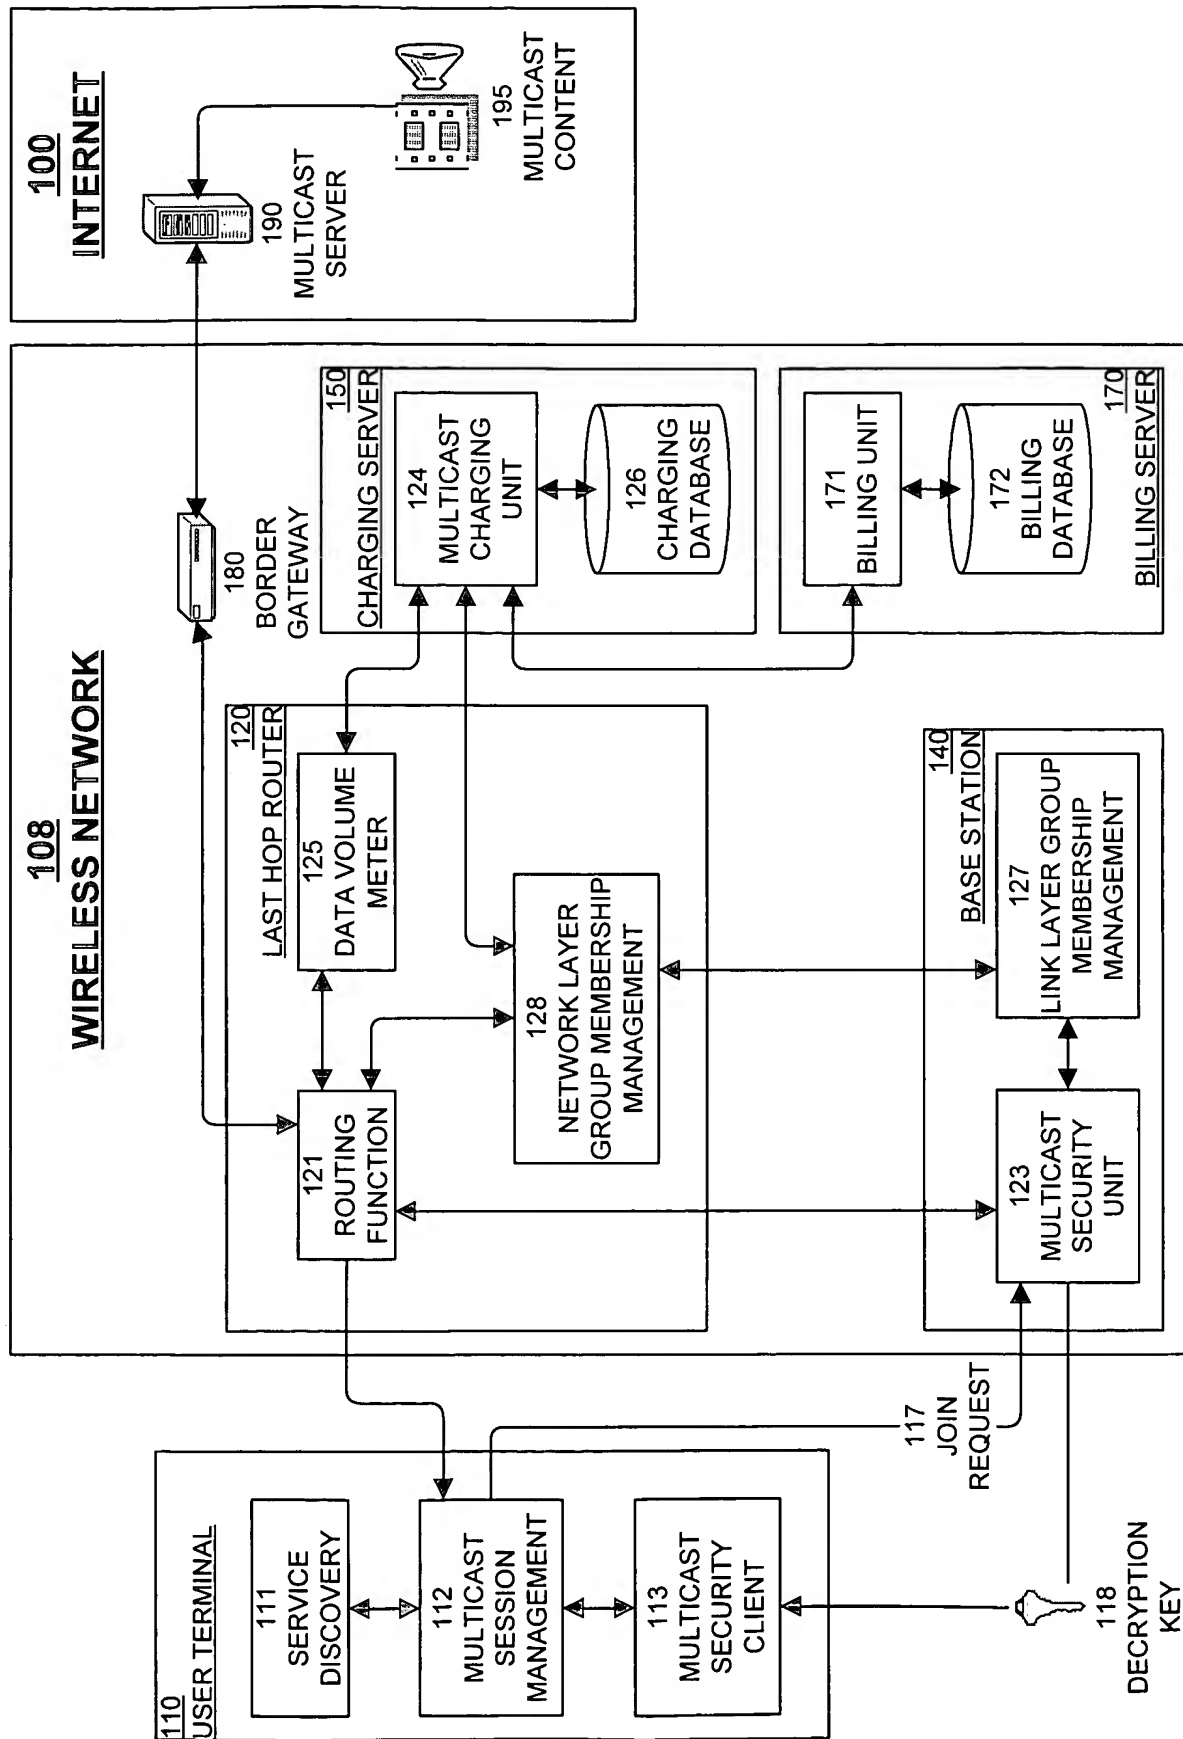 108
WIRELESS NETWORK
100
INTERNET
110
USER TERMINAL
111
SERVICE
DISCOVERY
112
MULTICAST
SESSION
MANAGEMENT
113
MULTICAST
SECURITY
CLIENT
117
JOIN
REQUEST
118
DECRYPTION
KEY
120
LAST HOP ROUTER
121
ROUTING
FUNCTION
125
DATA VOLUME
METER
128
NETWORK LAYER
GROUP MEMBERSHIP
MANAGEMENT
140
BASE STATION
123
MULTICAST
SECURITY
UNIT
127
LINK LAYER GROUP
MEMBERSHIP
MANAGEMENT
180
BORDER
GATEWAY
150
CHARGING SERVER
124
MULTICAST
CHARGING
UNIT
126
CHARGING
DATABASE
171
BILLING UNIT
172
BILLING
DATABASE
170
BILLING SERVER
190
MULTICAST
SERVER
195
MULTICAST
CONTENT